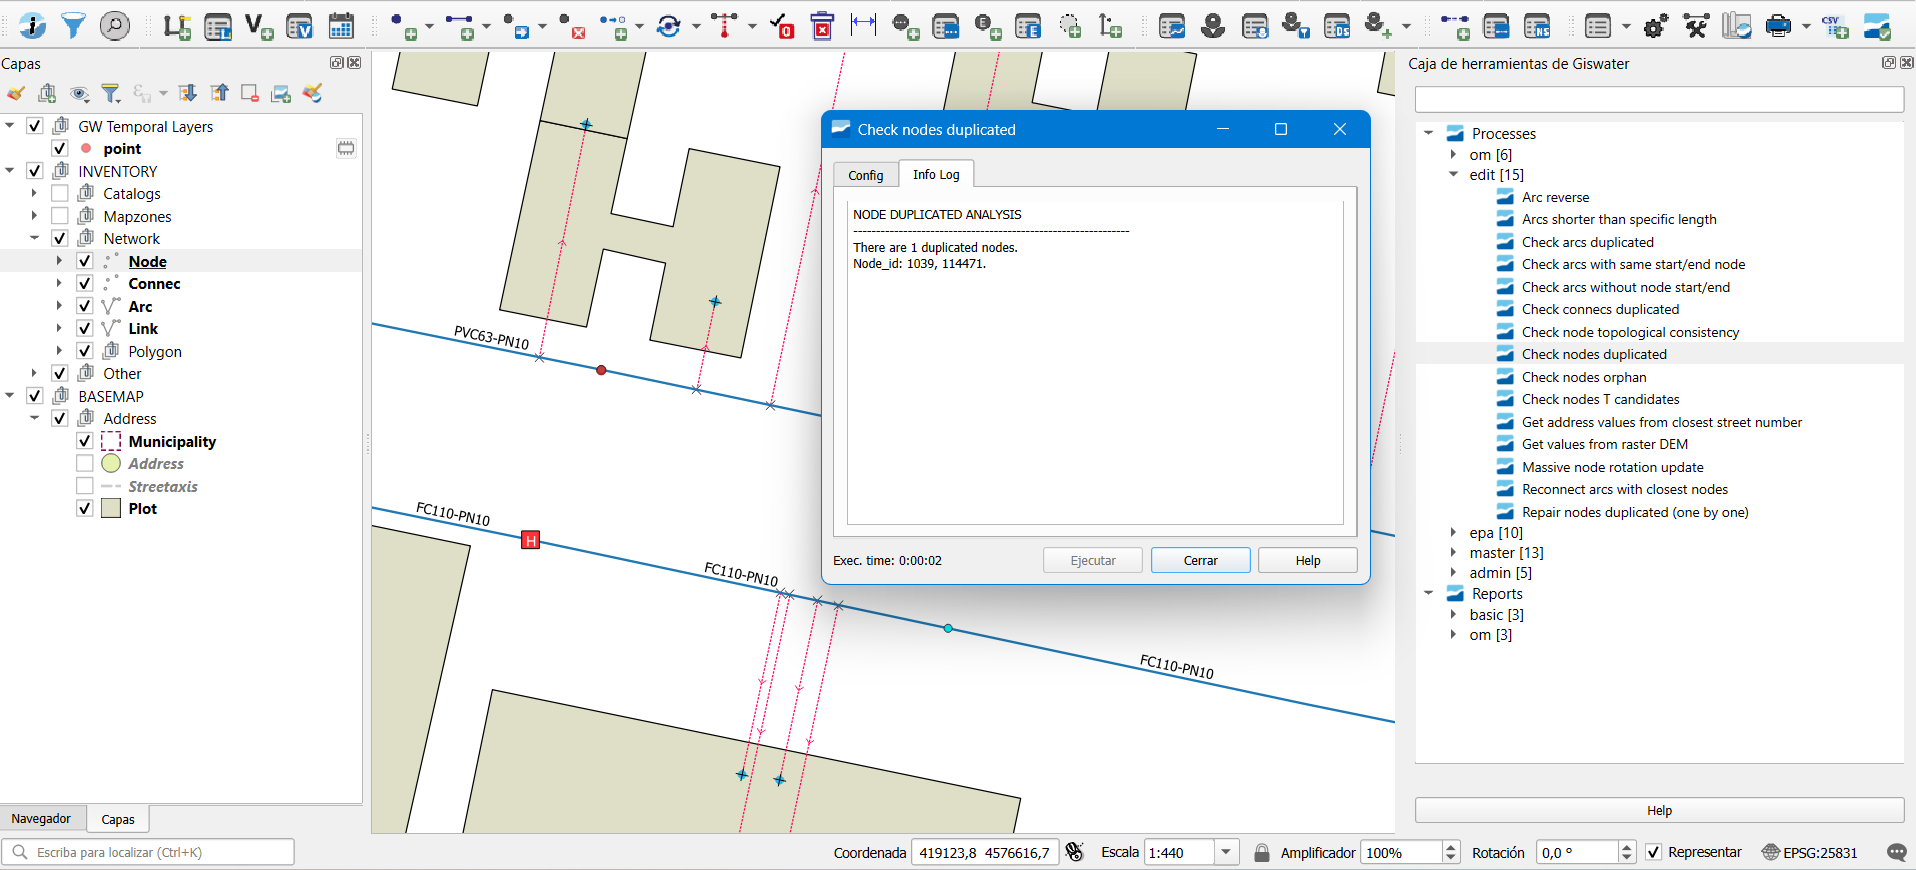 Capas
GW Temporal Layers
point
INVENTORY
Catalogs
Mapzones
Network
Node
Connec
Arc
Link
Polygon
Other
BASEMAP
Address
Municipality
Address
Streetaxis
Plot
Navegador
Capas
Escriba para localizar (Ctrl+K)
PVC63-PN10
FC110-PN10
H
FC110-PN10
FC110-PN10
Check nodes duplicated
Config
Info Log
NODE DUPLICATED ANALYSIS
------------------------------------------------------------
There are 1 duplicated nodes.
Node_id: 1039, 114471.
Exec. time: 0:00:02
Ejecutar
Cerrar
Help
Caja de herramientas de Giswater
Processes
om [6]
edit [15]
Arc reverse
Arcs shorter than specific length
Check arcs duplicated
Check arcs with same start/end node
Check arcs without node start/end
Check connecs duplicated
Check node topological consistency
Check nodes duplicated
Check nodes orphan
Check nodes T candidates
Get address values from closest street number
Get values from raster DEM
Massive node rotation update
Reconnect arcs with closest nodes
Repair nodes duplicated (one by one)
epa [10]
master [13]
admin [5]
Reports
basic [3]
om [3]
Help
Coordenada 419123,8 4576616,7 Escala 1:440 Amplificador 100% Rotación 0,0 ° Representar EPSG:25831